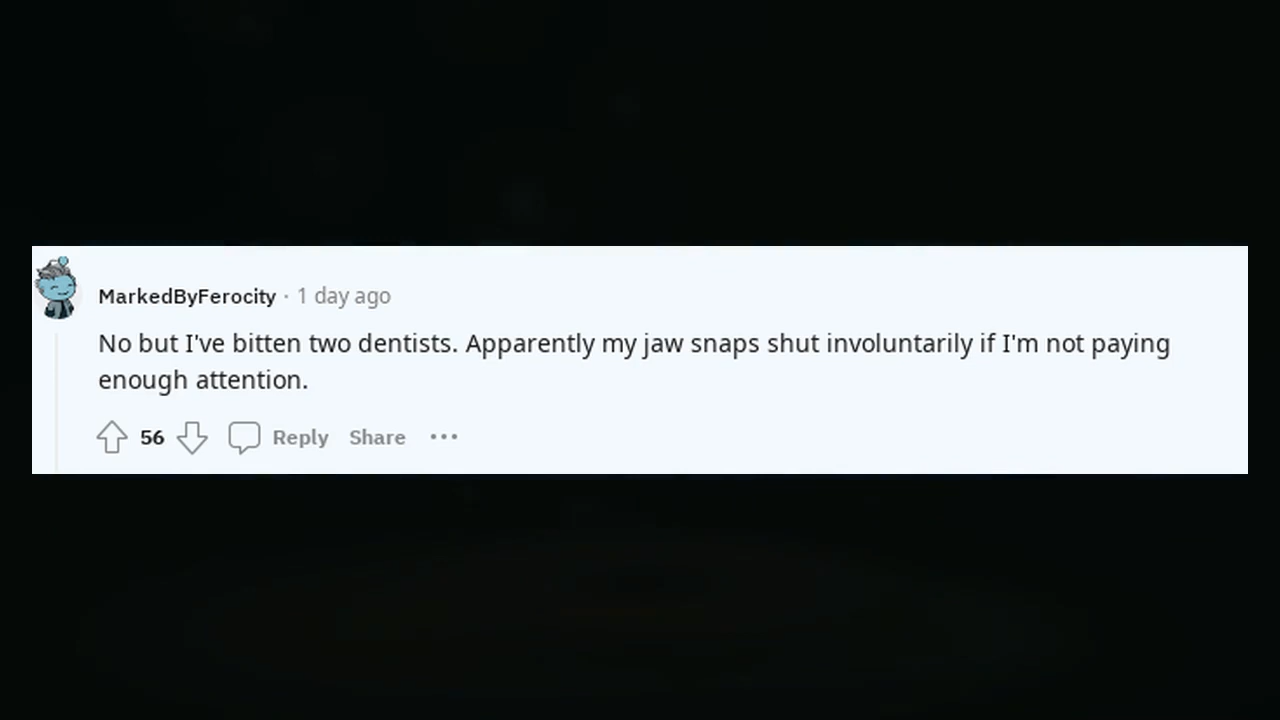 MarkedByFerocity · 1 day ago
No but I've bitten two dentists. Apparently my jaw snaps shut involuntarily if I'm not paying
enough attention.
56 Reply Share •••